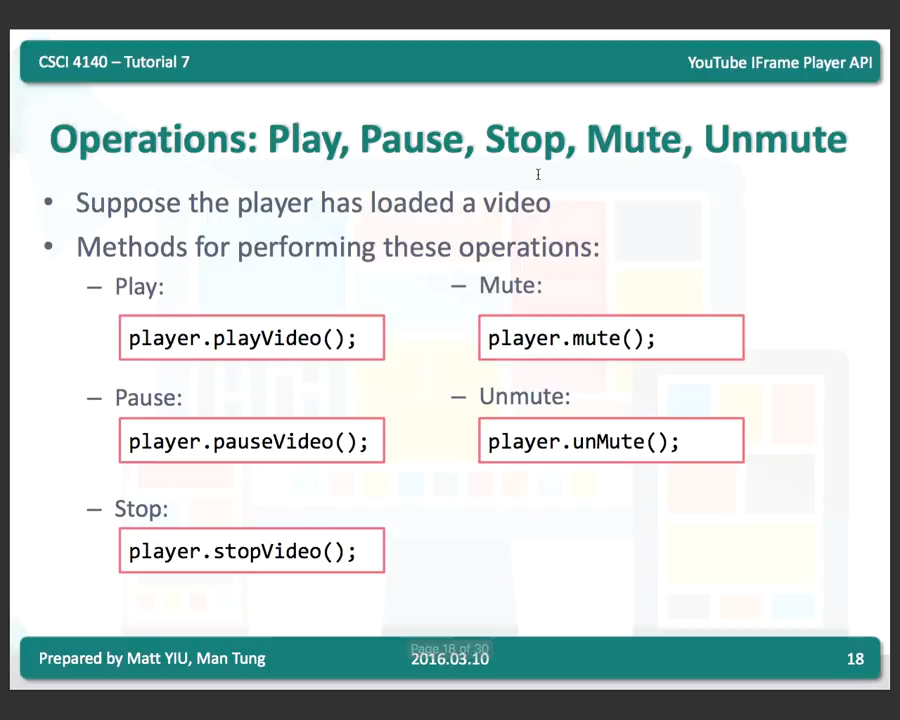 CSCI 4140 – Tutorial 7
YouTube IFrame Player API
Operations: Play, Pause, Stop, Mute, Unmute
• Suppose the player has loaded a video
• Methods for performing these operations:
– Play:
player.playVideo();
– Pause:
player.pauseVideo();
– Stop:
player.stopVideo();
– Mute:
player.mute();
– Unmute:
player.unMute();
Page 18 of 30
Prepared by Matt YIU, Man Tung
2016.03.10
18